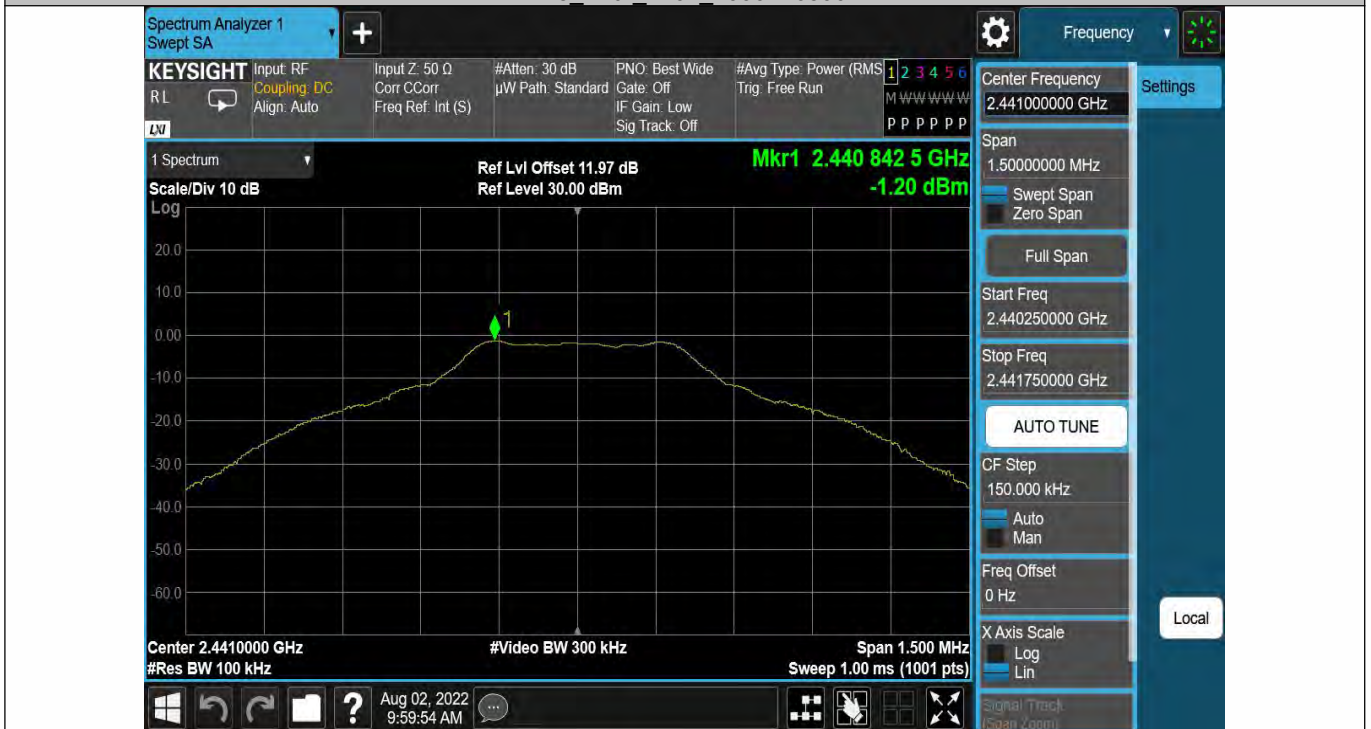 Spectrum Analyzer 1
Swept SA
+
Frequency
KEYSIGHT
RL
LXI
Input: RF
Coupling: DC
Align: Auto
Input Z: 50 Ω
Corr CCorr
Freq Ref: Int (S)
#Atten: 30 dB
µW Path: Standard
PNO: Best Wide
Gate: Off
IF Gain: Low
Sig Track: Off
#Avg Type: Power (RMS
Trig: Free Run
1 2 3 4 5 6
M W W W W W
P P P P P P
1 Spectrum
Scale/Div 10 dB
Ref Lvl Offset 11.97 dB
Ref Level 30.00 dBm
Mkr1 2.440 842 5 GHz
-1.20 dBm
Log
20.0
10.0
0.00
-10.0
-20.0
-30.0
-40.0
-50.0
-60.0
1
Center 2.4410000 GHz
#Res BW 100 kHz
#Video BW 300 kHz
Span 1.500 MHz
Sweep 1.00 ms (1001 pts)
?
Aug 02, 2022
9:59:54 AM
Center Frequency
2.441000000 GHz
Settings
Span
1.50000000 MHz
Swept Span
Zero Span
Full Span
Start Freq
2.440250000 GHz
Stop Freq
2.441750000 GHz
AUTO TUNE
CF Step
150.000 kHz
Auto
Man
Freq Offset
0 Hz
X Axis Scale
Log
Lin
Signal Track
(Span Zoom)
Local